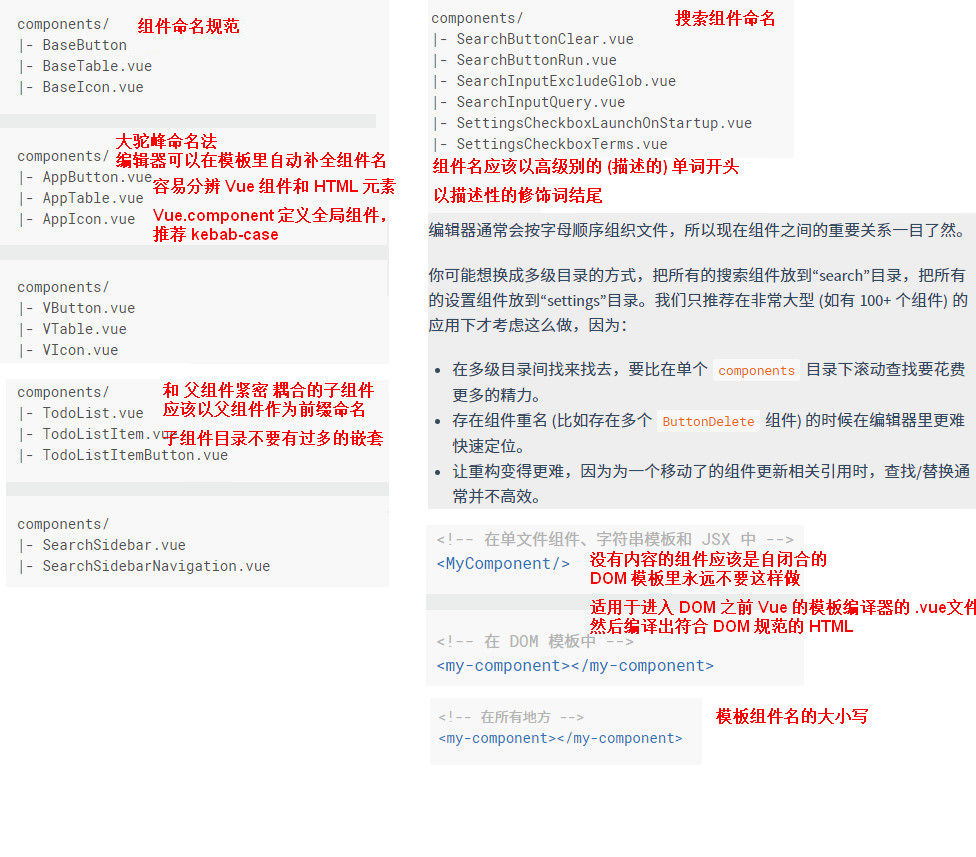 components/
组件命名规范
|- BaseButton
|- BaseTable.vue
|- BaseIcon.vue
大驼峰命名法
components/
编辑器可以在模板里自动补全组件名
|- AppButton.vue
容易分辨 Vue 组件和 HTML 元素
|- AppTable.vue
|- AppIcon.vue
Vue.component 定义全局组件，
推荐 kebab-case
components/
|- VButton.vue
|- VTable.vue
|- VIcon.vue
components/
和 父组件紧密 耦合的子组件
应该以父组件作为前缀命名
|- TodoList.vue
|- TodoListItem.vue
子组件目录不要有过多的嵌套
|- TodoListItemButton.vue
components/
|- SearchSidebar.vue
|- SearchSidebarNavigation.vue
components/
搜索组件命名
|- SearchButtonClear.vue
|- SearchButtonRun.vue
|- SearchInputExcludeGlob.vue
|- SearchInputQuery.vue
|- SettingsCheckboxLaunchOnStartup.vue
|- SettingsCheckboxTerms.vue
组件名应该以高级别的 (描述的) 单词开头
以描述性的修饰词结尾
编辑器通常会按字母顺序组织文件，所以现在组件之间的重要关系一目了然。
你可能想换成多级目录的方式，把所有的搜索组件放到“search”目录，把所有
的设置组件放到“settings”目录。我们只推荐在非常大型 (如有 100+ 个组件) 的
应用下才考虑这么做，因为：
• 在多级目录间找来找去，要比在单个 components 目录下滚动查找要花费
更多的精力。
• 存在组件重名 (比如存在多个 ButtonDelete 组件) 的时候在编辑器里更难
快速定位。
• 让重构变得更难，因为为一个移动了的组件更新相关引用时，查找/替换通
常并不高效。
<!-- 在单文件组件、字符串模板和 JSX 中 -->
<MyComponent/>
没有内容的组件应该是自闭合的
DOM 模板里永远不要这样做
适用于进入 DOM 之前 Vue 的模板编译器的 .vue文件
然后编译出符合 DOM 规范的 HTML
<!-- 在 DOM 模板中 -->
<my-component></my-component>
<!-- 在所有地方 -->
模板组件名的大小写
<my-component></my-component>